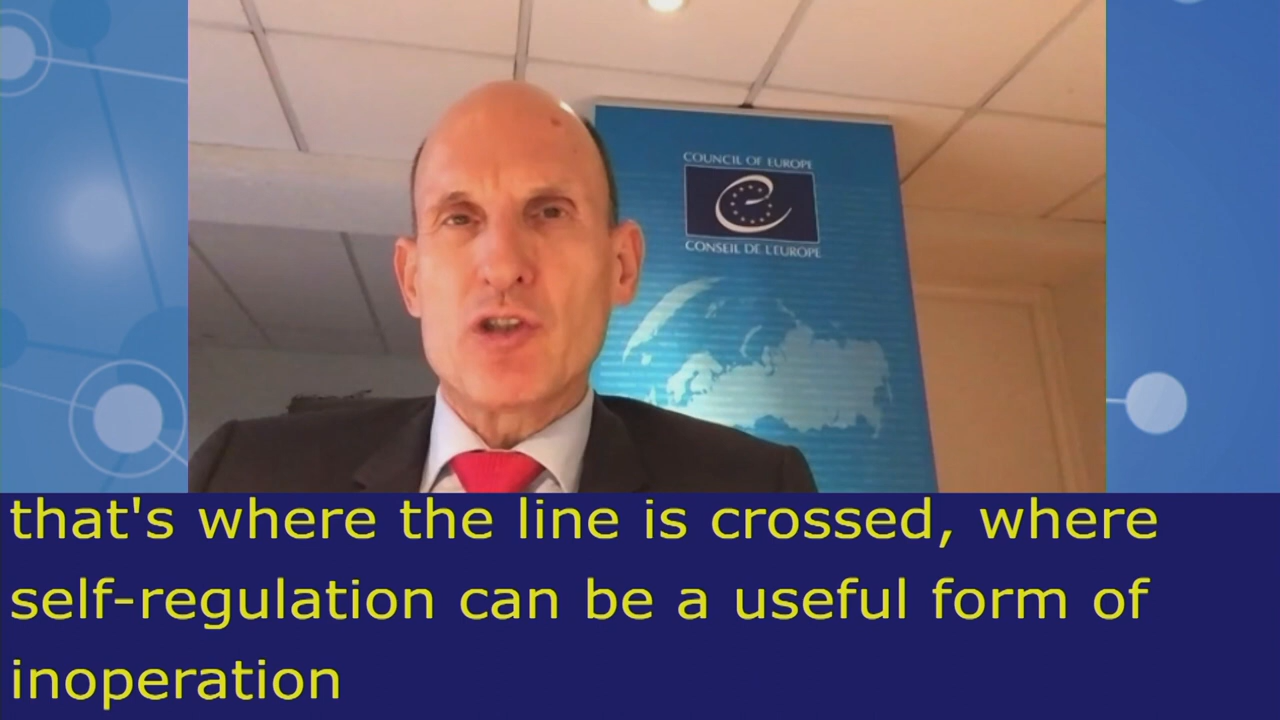 COUNCIL OF EUROPE
CONSEIL DE L'EUROPE
that's where the line is crossed, where
self-regulation can be a useful form of
inoperation